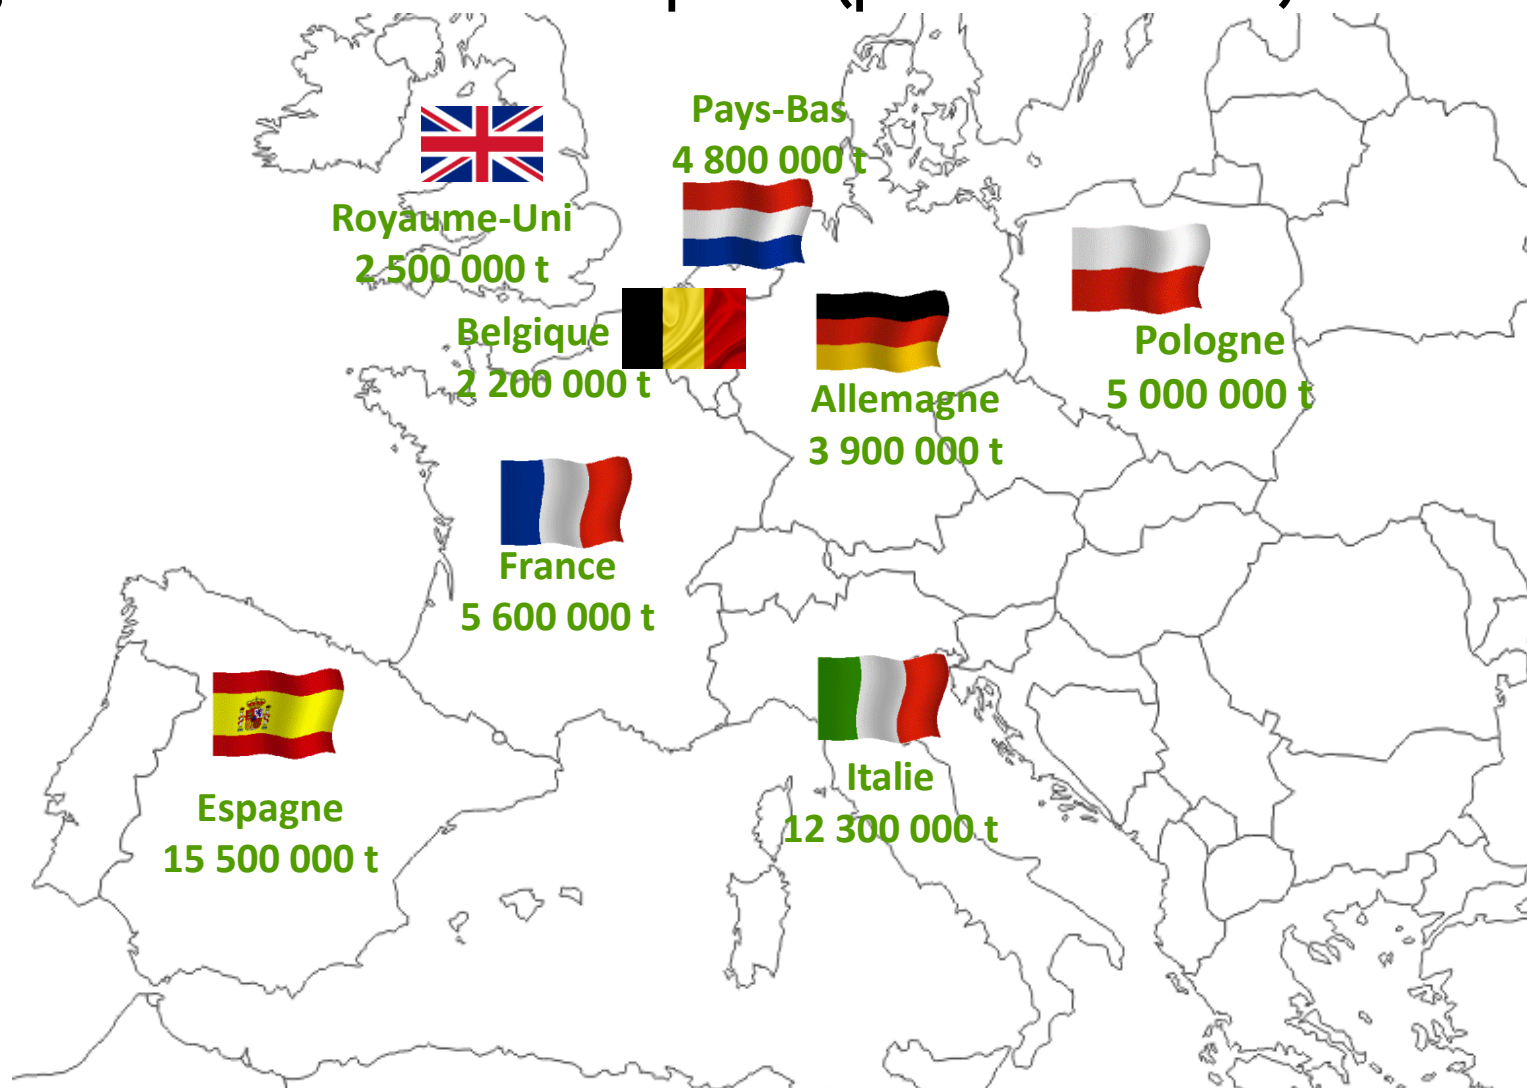 Pays-Bas
4 800 000 t
Royaume-Uni
2 500 000 t
Belgique
2 200 000 t
Pologne
5 000 000 t
Allemagne
3 900 000 t
France
5 600 000 t
Espagne
15 500 000 t
Italie
12 300 000 t